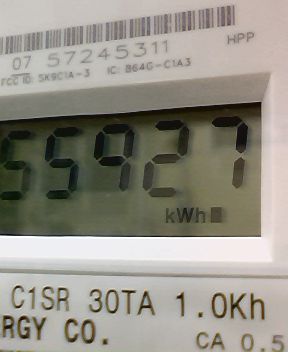 07 57245311
HPP
FCC ID: SK9C1A-3 IC: 864G-C1A3
55927
kWh
C1SR 30TA 1.0Kh
RGY CO.
CA 0.5